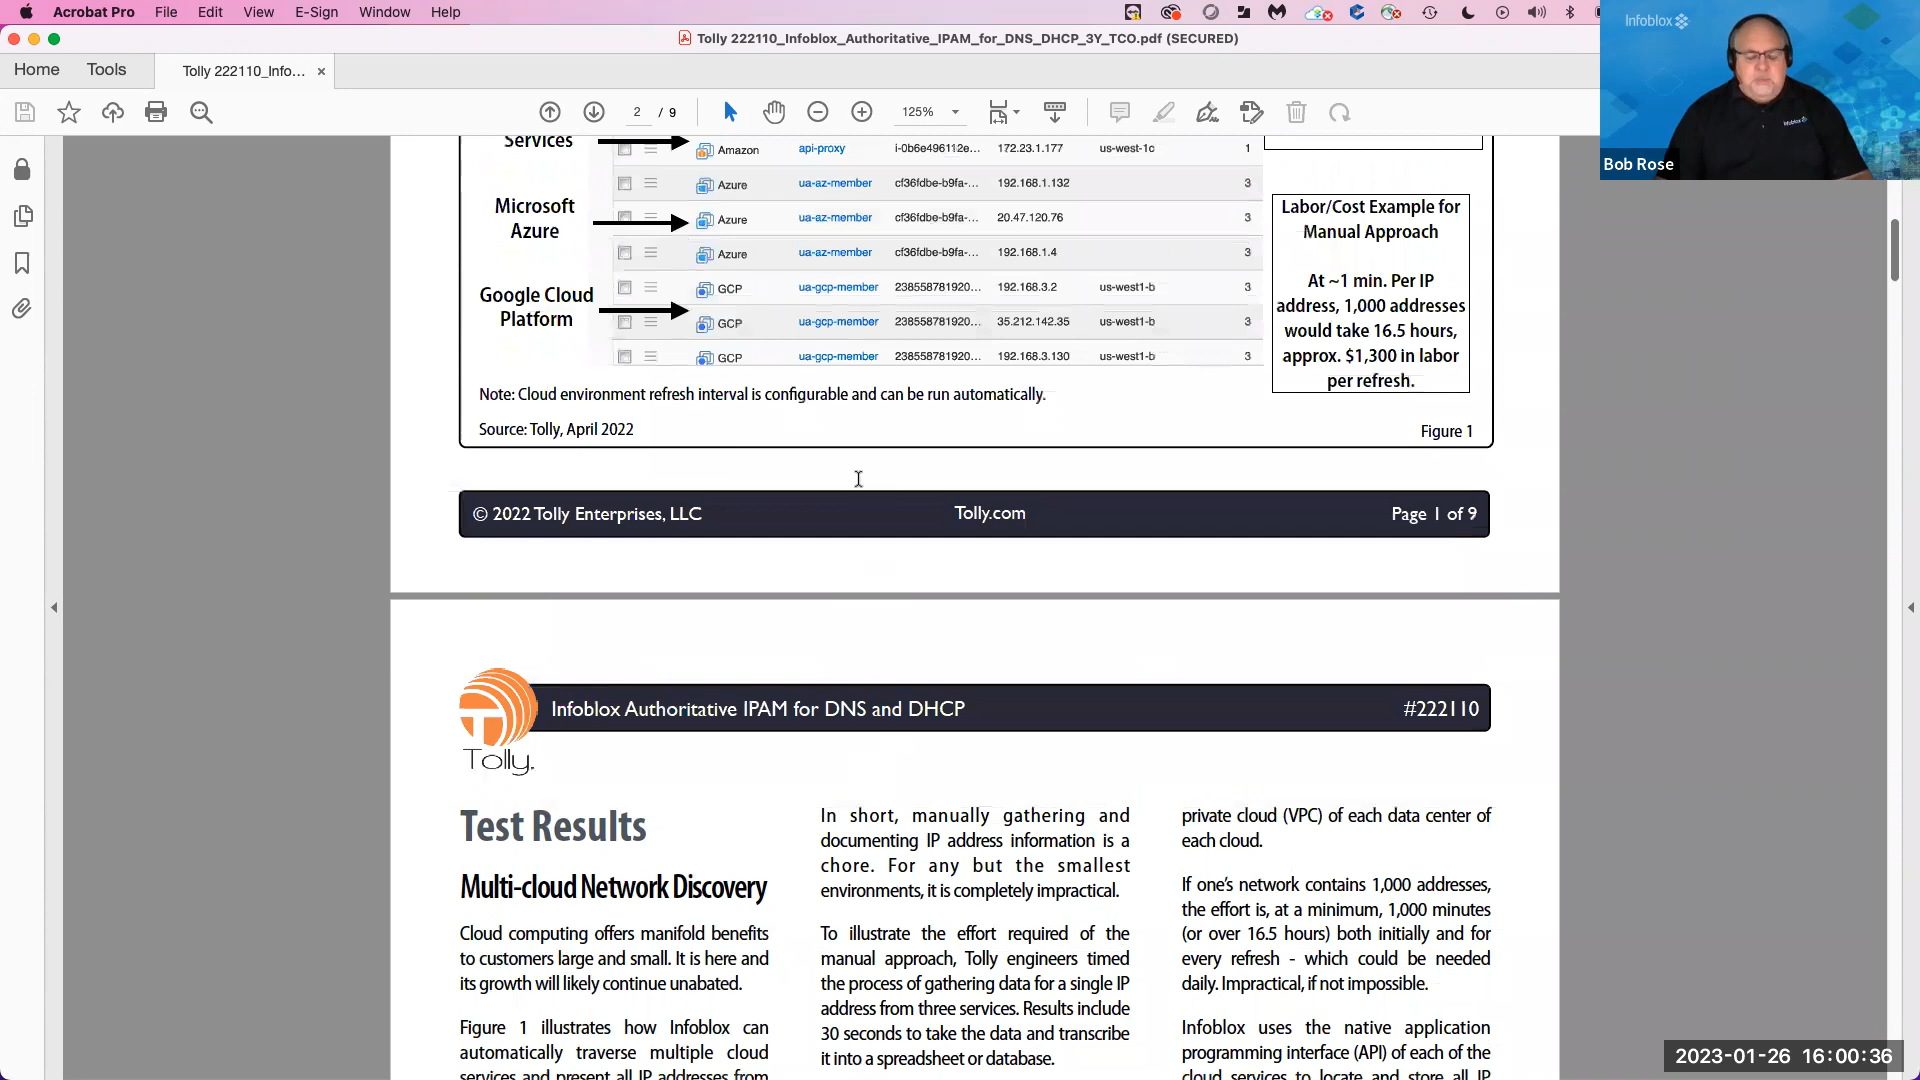 Acrobat Pro File Edit View E-Sign Window Help
Tolly 222110_Infoblox_Authoritative_IPAM_for_DNS_DHCP_3Y_TCO.pdf (SECURED)
Home Tools Tolly 222110_Info... ×
2 / 9 125%
Infoblox
Bob Rose
Services
Amazon api-proxy i-0b6e496112e... 172.23.1.177 us-west-1c 1
Azure ua-az-member cf36fdbe-b9fa-... 192.168.1.132 3
Microsoft
Azure
Azure ua-az-member cf36fdbe-b9fa-... 20.47.120.76 3
Azure ua-az-member cf36fdbe-b9fa-... 192.168.1.4 3
Google Cloud
Platform
GCP ua-gcp-member 238558781920... 192.168.3.2 us-west1-b 3
GCP ua-gcp-member 238558781920... 35.212.142.35 us-west1-b 3
GCP ua-gcp-member 238558781920... 192.168.3.130 us-west1-b 3
Labor/Cost Example for
Manual Approach
At ~1 min. Per IP
address, 1,000 addresses
would take 16.5 hours,
approx. $1,300 in labor
per refresh.
Note: Cloud environment refresh interval is configurable and can be run automatically.
Source: Tolly, April 2022
Figure 1
© 2022 Tolly Enterprises, LLC Tolly.com Page 1 of 9
Tolly.
Infoblox Authoritative IPAM for DNS and DHCP #222110
Test Results
Multi-cloud Network Discovery
Cloud computing offers manifold benefits
to customers large and small. It is here and
its growth will likely continue unabated.
Figure 1 illustrates how Infoblox can
automatically traverse multiple cloud
services and present all IP addresses from
In short, manually gathering and
documenting IP address information is a
chore. For any but the smallest
environments, it is completely impractical.
To illustrate the effort required of the
manual approach, Tolly engineers timed
the process of gathering data for a single IP
address from three services. Results include
30 seconds to take the data and transcribe
it into a spreadsheet or database.
private cloud (VPC) of each data center of
each cloud.
If one's network contains 1,000 addresses,
the effort is, at a minimum, 1,000 minutes
(or over 16.5 hours) both initially and for
every refresh - which could be needed
daily. Impractical, if not impossible.
Infoblox uses the native application
programming interface (API) of each of the
cloud services to locate and store all IP
2023-01-26 16:00:36